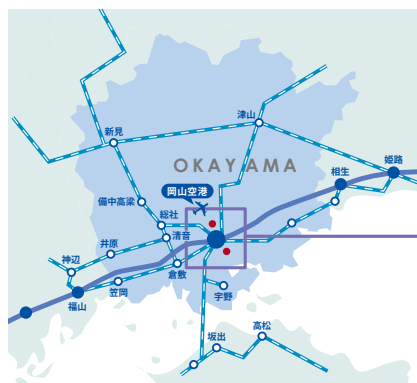 津山
新見
OKAYAMA
姫路
相生
岡山空港
備中高梁
総社
清音
井原
神辺
倉敷
笠岡
福山
宇野
坂出
高松